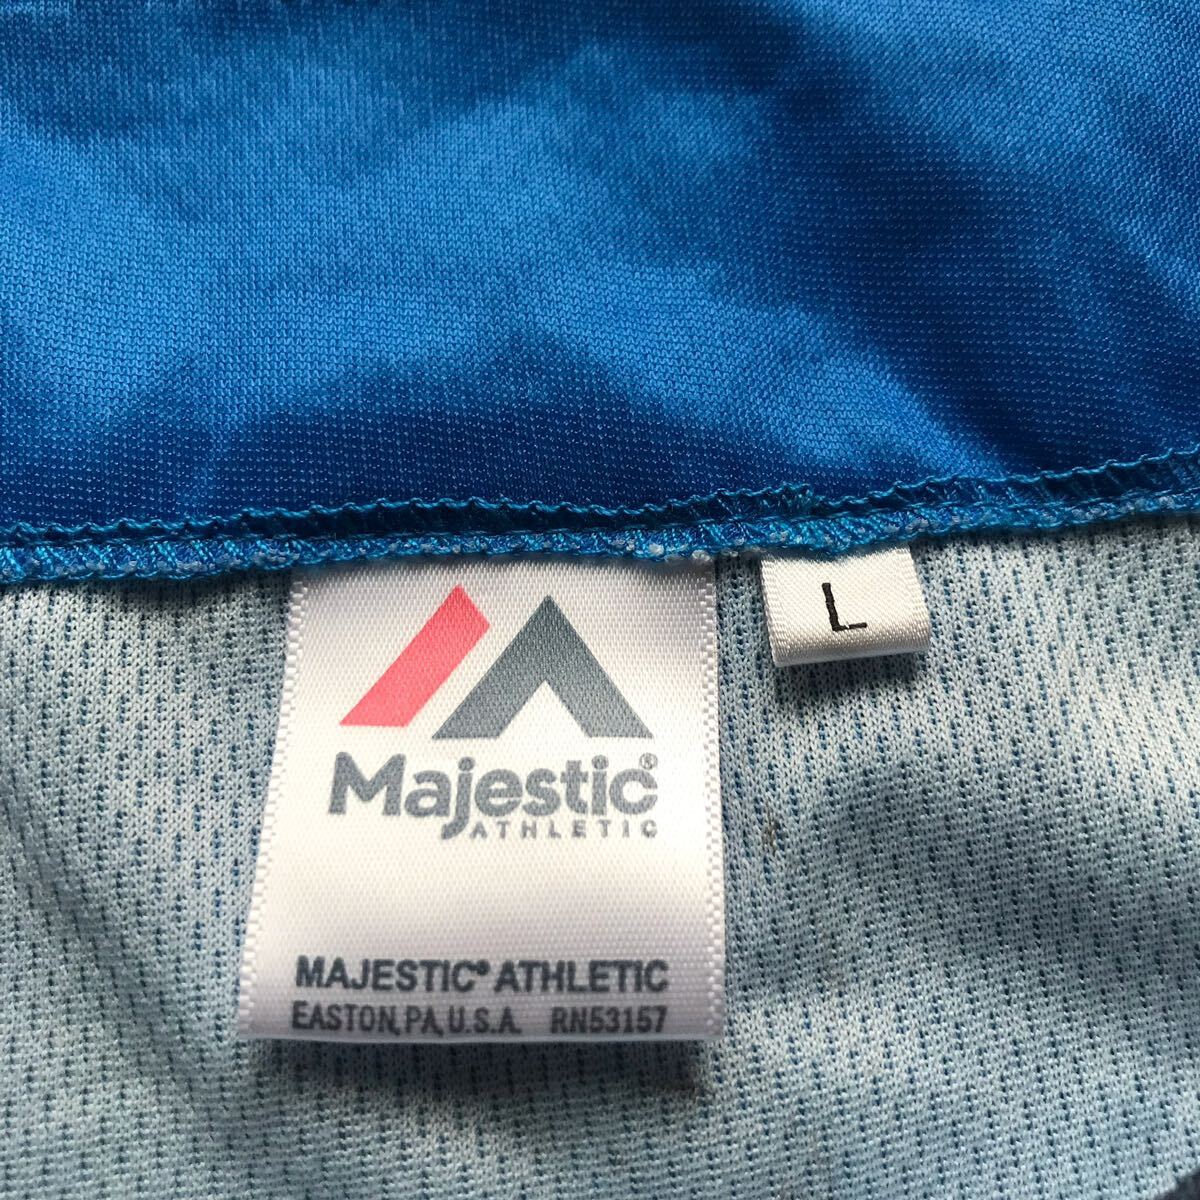 Majestic®
ATHLETIC
MAJESTIC® ATHLETIC
EASTON, PA, U.S.A. RN53157
L